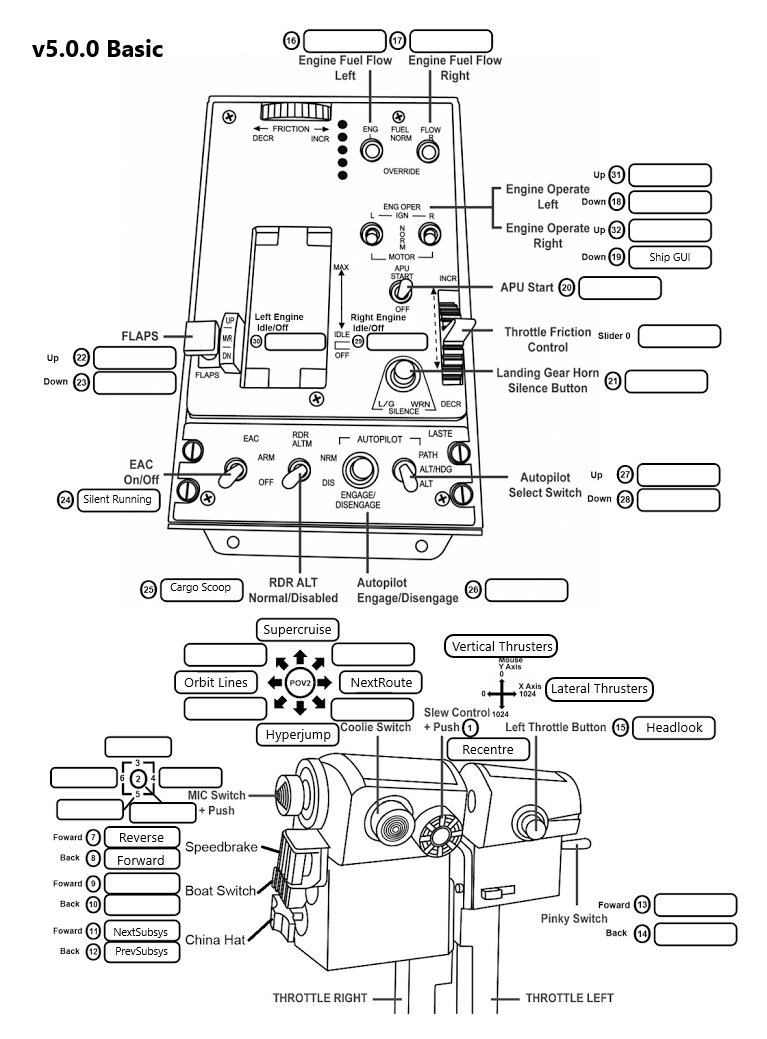 v5.0.0 Basic
16
17
Engine Fuel Flow
Left
Engine Fuel Flow
Right
FRICTION
DECR
INCR
ENG
L
FUEL
NORM
FLOW
R
OVERRIDE
Engine Operate
Left
Up 31
Down 18
Engine Operate
Right
Up 32
Down 19 Ship GUI
ENG OPER
L IGN R
NORM
MOTOR
APU
START
OFF
APU Start 20
MAX
IDLE
OFF
INCR
DECR
Left Engine
Idle/Off
30
Right Engine
Idle/Off
29
Throttle Friction
Control
Slider 0
FLAPS
Up 22
Down 23
UP
M/R
DN
FLAPS
Landing Gear Horn
Silence Button
21
L/G WRN
SILENCE
EAC
RDR
ALTM
AUTOPILOT
LASTE
ARM
OFF
NRM
DIS
PATH
ALT/HDG
ALT
ENGAGE/
DISENGAGE
EAC
On/Off
24 Silent Running
Autopilot
Select Switch
Up 27
Down 28
25 Cargo Scoop
RDR ALT
Normal/Disabled
Autopilot
Engage/Disengage
26
Supercruise
Orbit Lines
POV2
NextRoute
Hyperjump
Coolie Switch
Vertical Thrusters
Mouse
Y Axis
0
0
X Axis
1024
1024
Lateral Thrusters
Slew Control
+ Push 1
Recentre
Left Throttle Button 15 Headlook
3
6 2 4
5
MIC Switch
+ Push
Foward 7 Reverse
Back 8 Forward
Speedbrake
Foward 9
Back 10
Boat Switch
Foward 11 NextSubsys
Back 12 PrevSubsys
China Hat
Pinky Switch
Foward 13
Back 14
THROTTLE RIGHT
THROTTLE LEFT